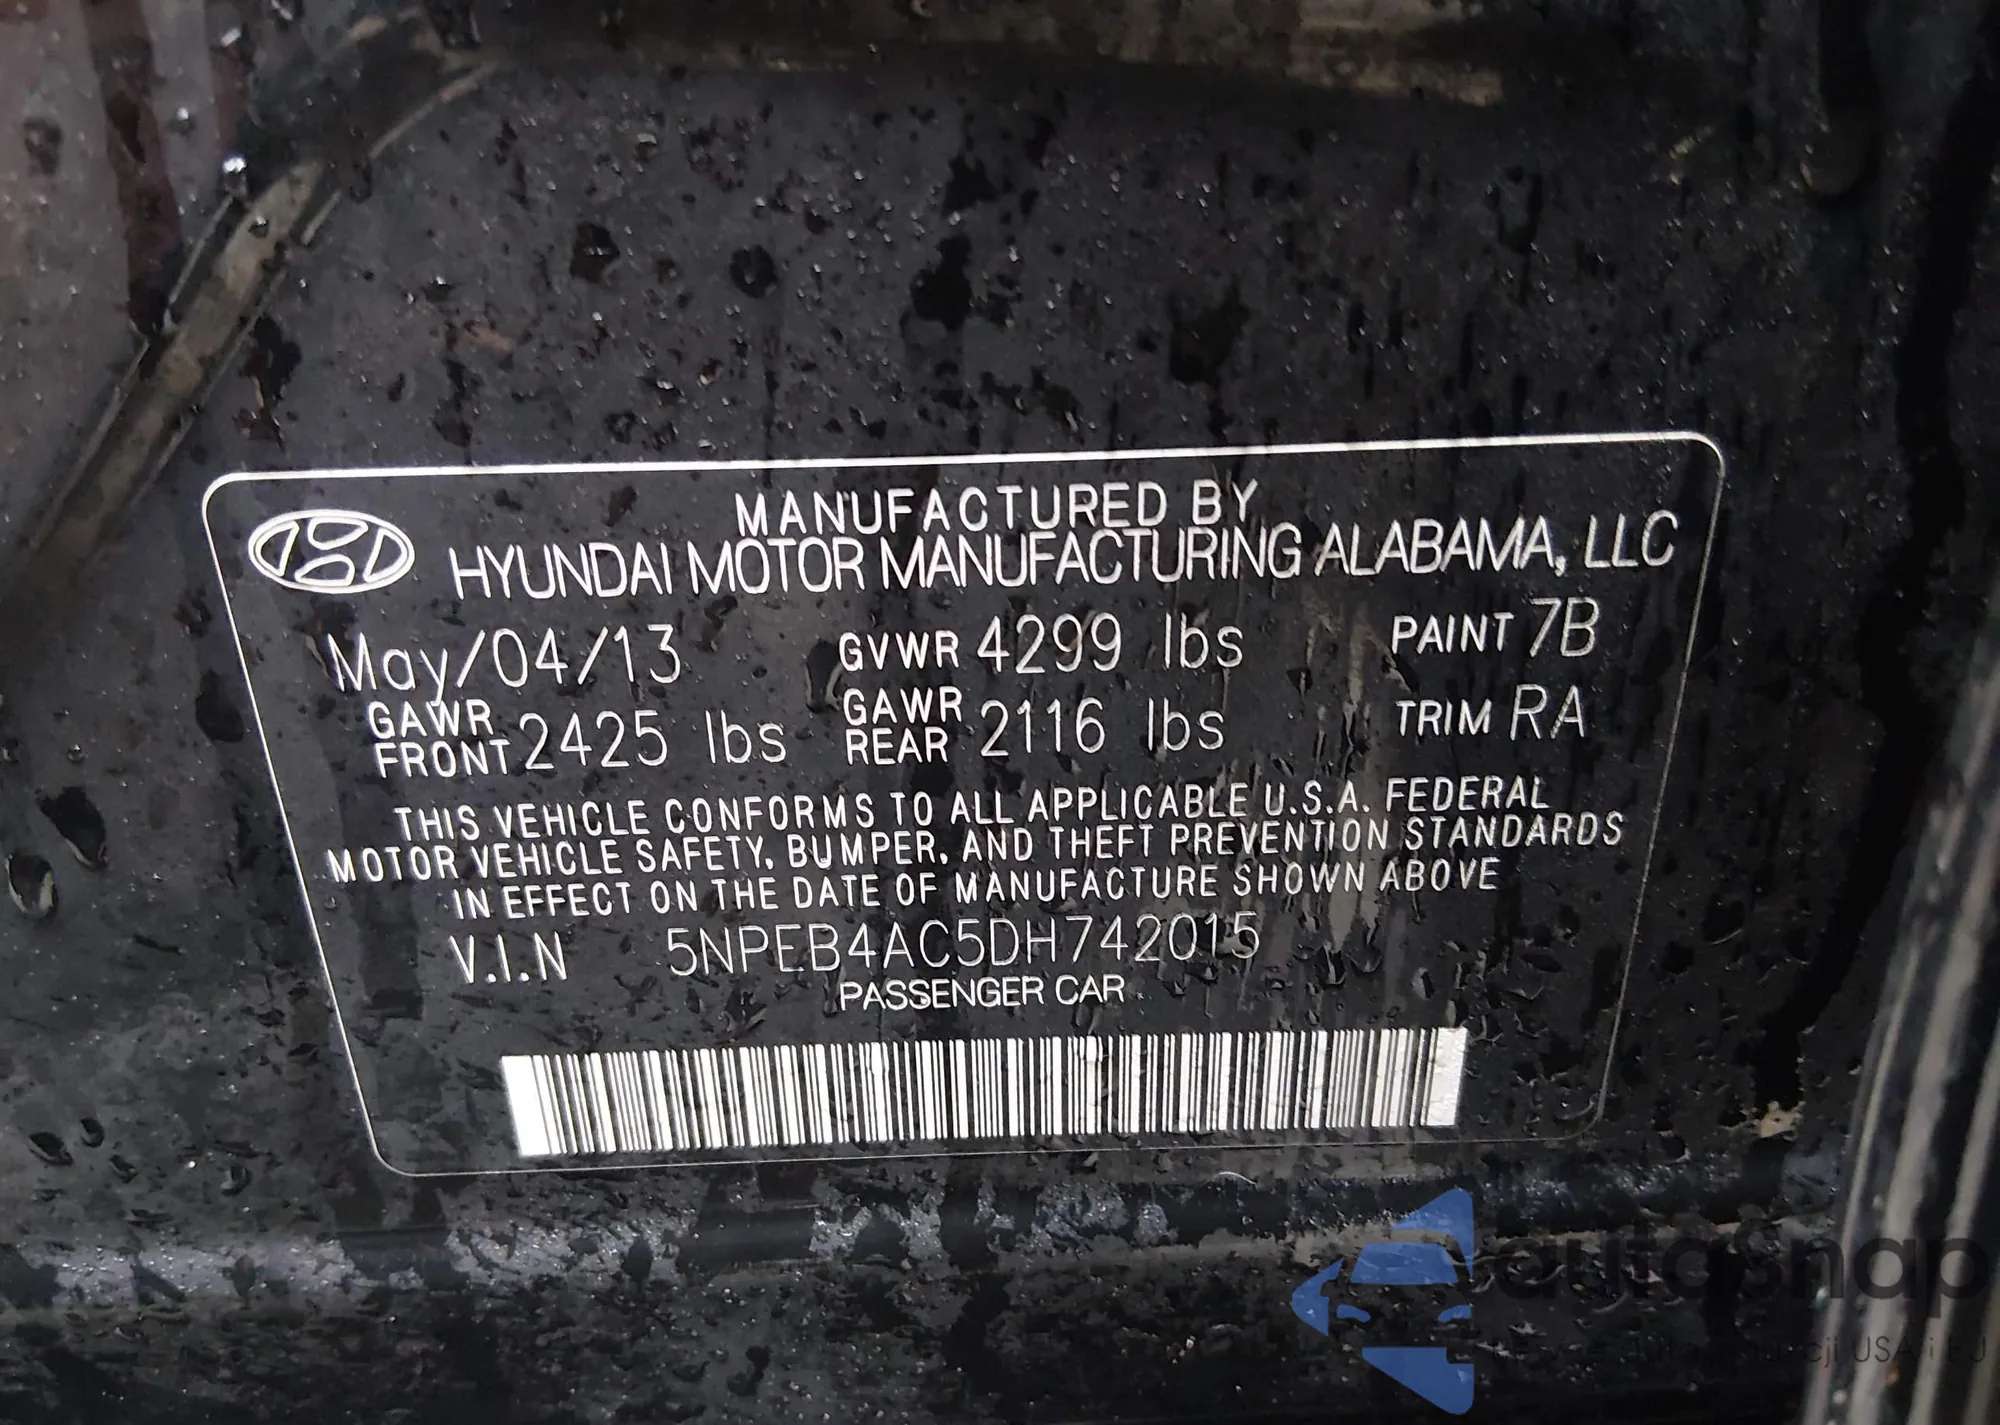 MANUFACTURED BY
HYUNDAI MOTOR MANUFACTURING ALABAMA, LLC
May/04/13 GVWR 4299 lbs PAINT 7B
GAWR FRONT 2425 lbs GAWR REAR 2116 lbs TRIM RA
THIS VEHICLE CONFORMS TO ALL APPLICABLE U.S.A. FEDERAL
MOTOR VEHICLE SAFETY, BUMPER, AND THEFT PREVENTION STANDARDS
IN EFFECT ON THE DATE OF MANUFACTURE SHOWN ABOVE
V.I.N 5NPEB4AC5DH742015
PASSENGER CAR
autosnap
USA i EU